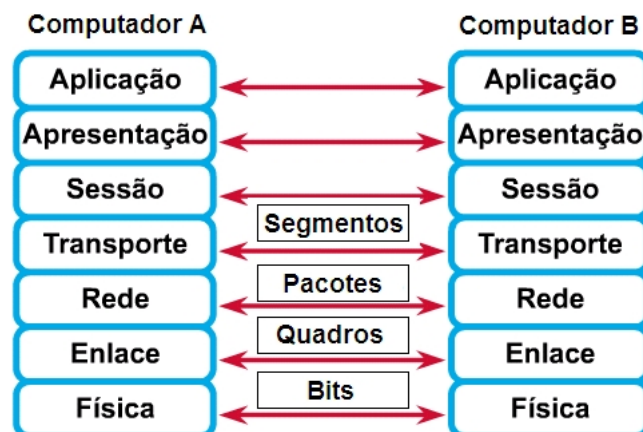 Computador A Computador B
Aplicação Aplicação
Apresentação Apresentação
Sessão Sessão
Segmentos
Transporte Transporte
Pacotes
Rede Rede
Quadros
Enlace Enlace
Bits
Física Física